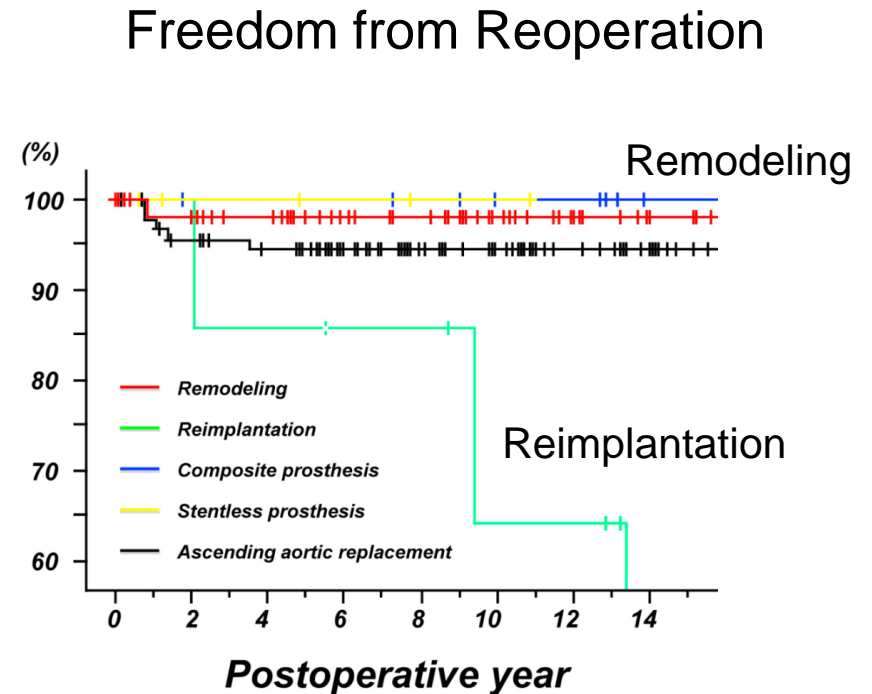 Freedom from Reoperation
(%)
Remodeling
100
90
80
70
60
Remodeling
Reimplantation
Composite prosthesis
Stentless prosthesis
Ascending aortic replacement
Reimplantation
0 2 4 6 8 10 12 14
Postoperative year